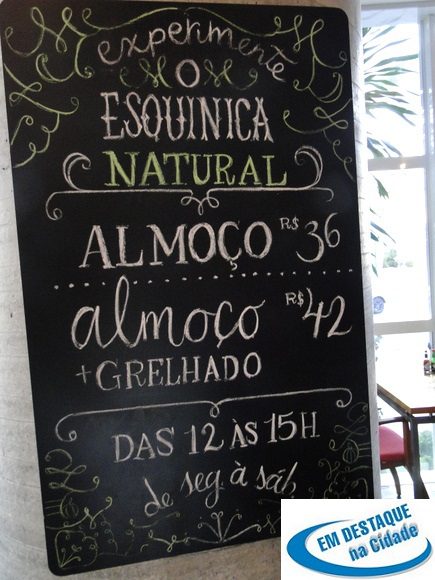 experimente
O
ESQUINICA
NATURAL
ALMOÇO R$ 36
almoço R$ 42
+ GRELHADO
DAS 12 ÀS 15H
de seg. à sáb.
EM DESTAQUE
na Cidade